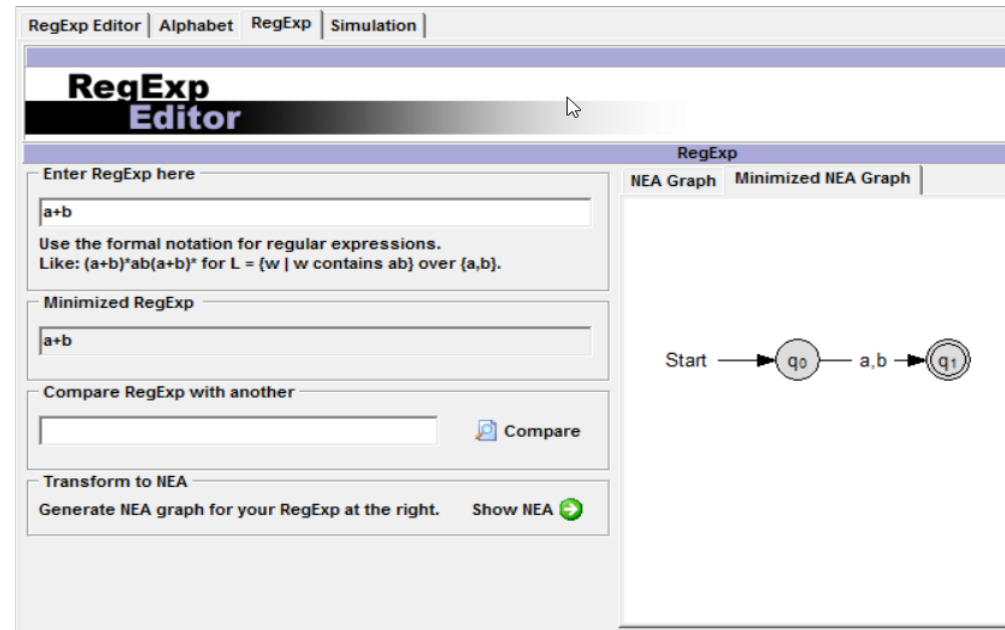 RegExp Editor Alphabet RegExp Simulation
RegExp
Editor
RegExp
Enter RegExp here
a+b
Use the formal notation for regular expressions.
Like: (a+b)*ab(a+b)* for L = {w | w contains ab} over {a,b}.
Minimized RegExp
a+b
Compare RegExp with another
Compare
Transform to NEA
Generate NEA graph for your RegExp at the right. Show NEA
NEA Graph Minimized NEA Graph
Start q0 a,b q1